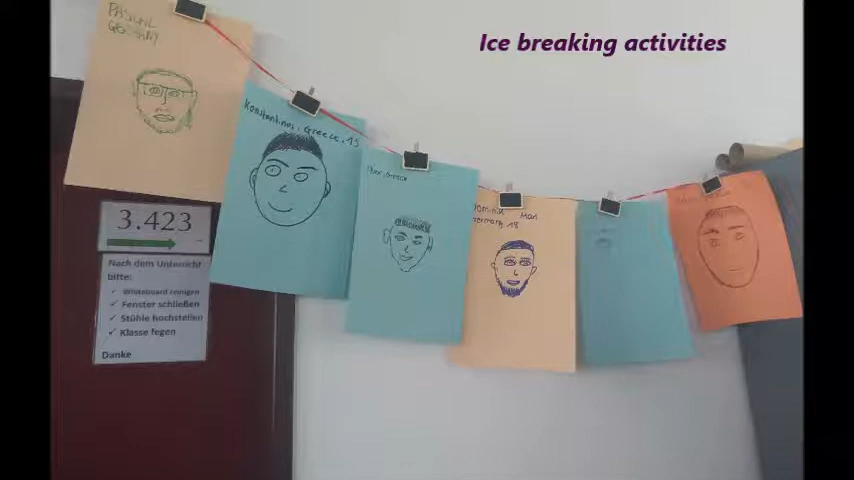 Ice breaking activities
PASCAL
GERMANY
Konstantinos, Greece, 15
Greece
Germany, 18
3.423
Nach dem Unterricht
bitte:
✓ Whiteboard reinigen
✓ Fenster schließen
✓ Stühle hochstellen
✓ Klasse fegen
Danke